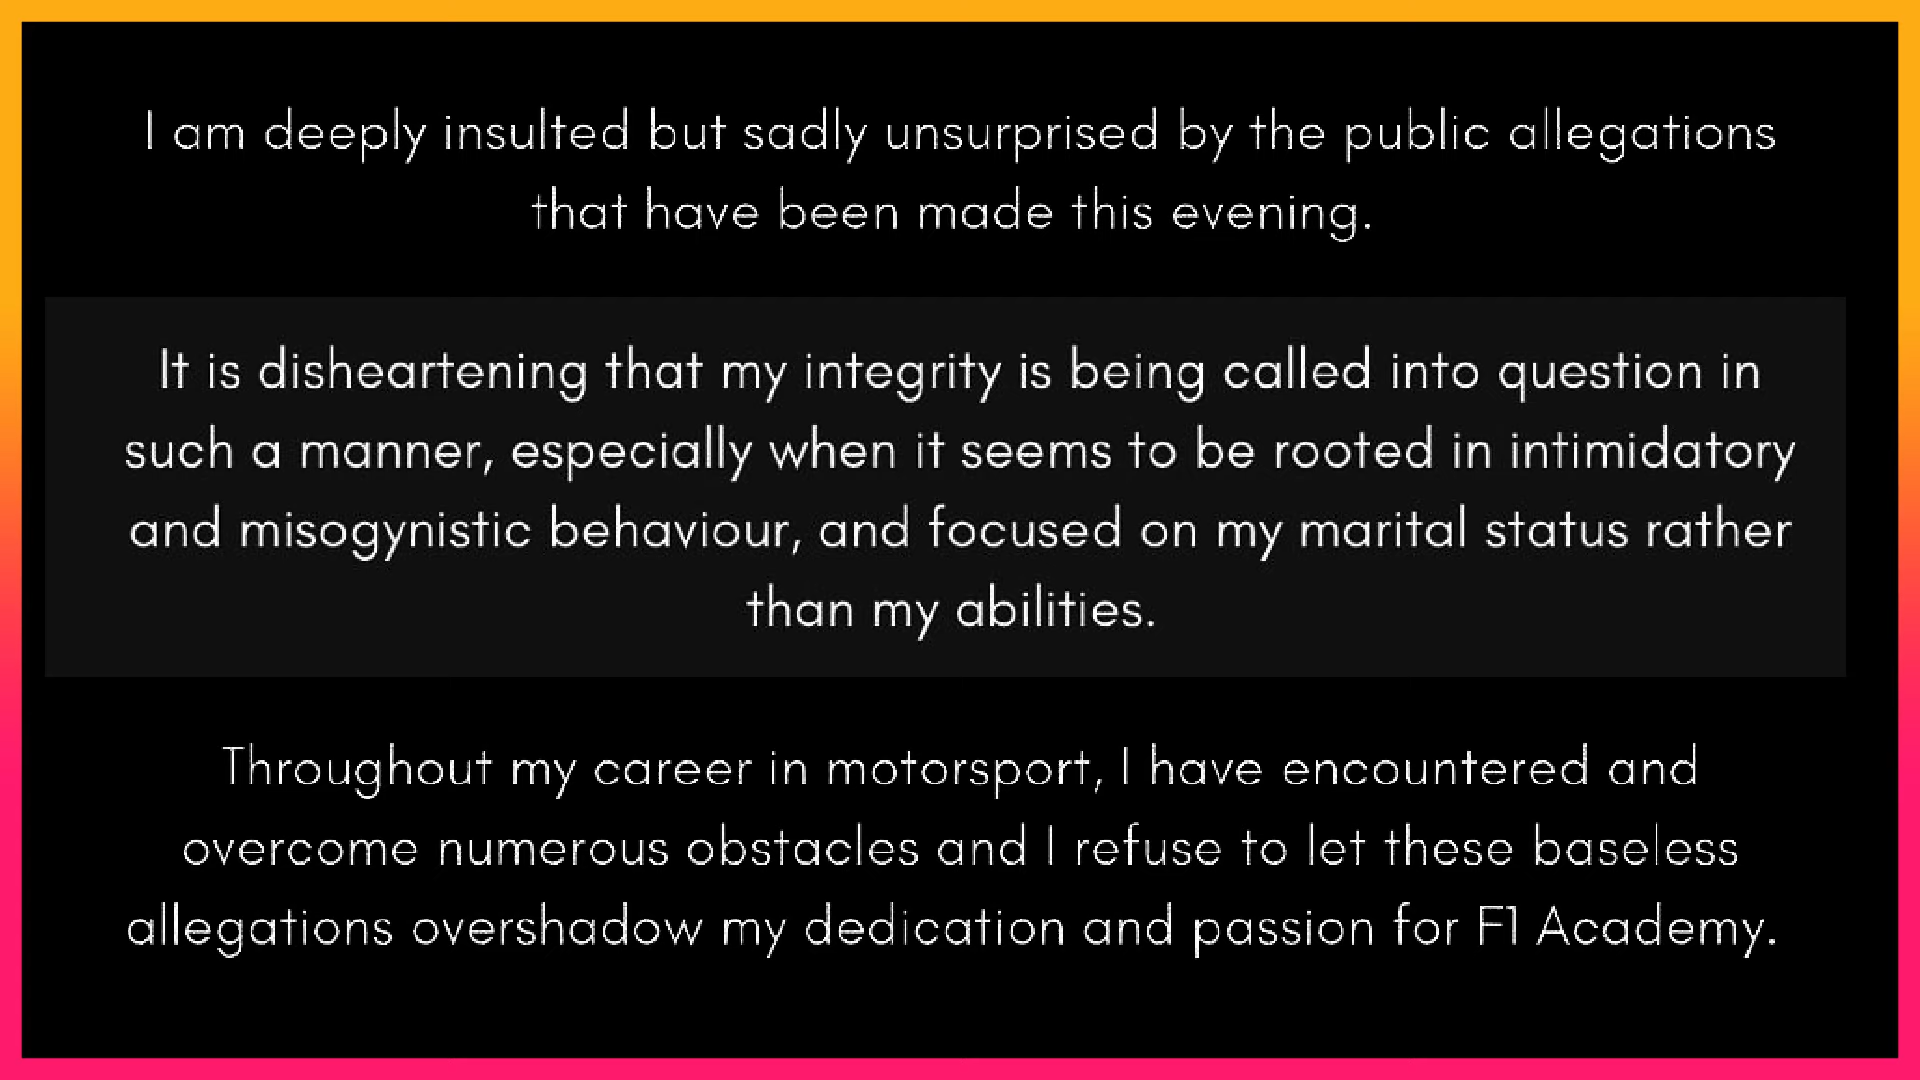 I am deeply insulted but sadly unsurprised by the public allegations
that have been made this evening.
It is disheartening that my integrity is being called into question in
such a manner, especially when it seems to be rooted in intimidatory
and misogynistic behaviour, and focused on my marital status rather
than my abilities.
Throughout my career in motorsport, I have encountered and
overcome numerous obstacles and I refuse to let these baseless
allegations overshadow my dedication and passion for F1 Academy.